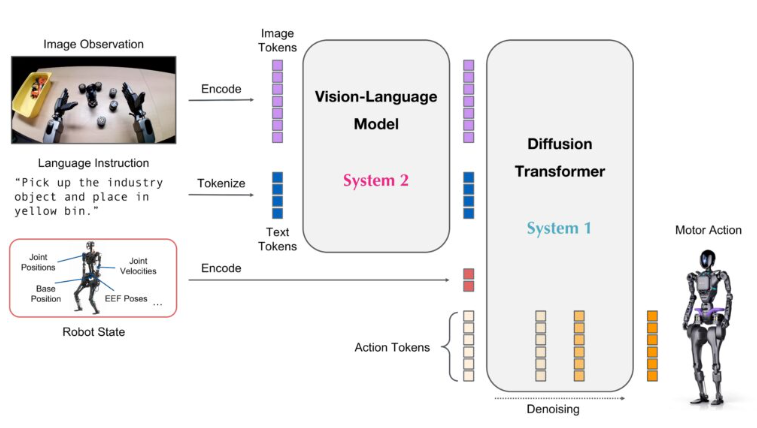 Image Observation
Encode
Image
Tokens
Vision-Language
Model
System 2
Language Instruction
“Pick up the industry
object and place in
yellow bin.”
Tokenize
Text
Tokens
Diffusion
Transformer
System 1
Joint
Positions
Joint
Velocities
Base
Position
EEF Poses
...
Robot State
Encode
Action Tokens
Denoising
Motor Action